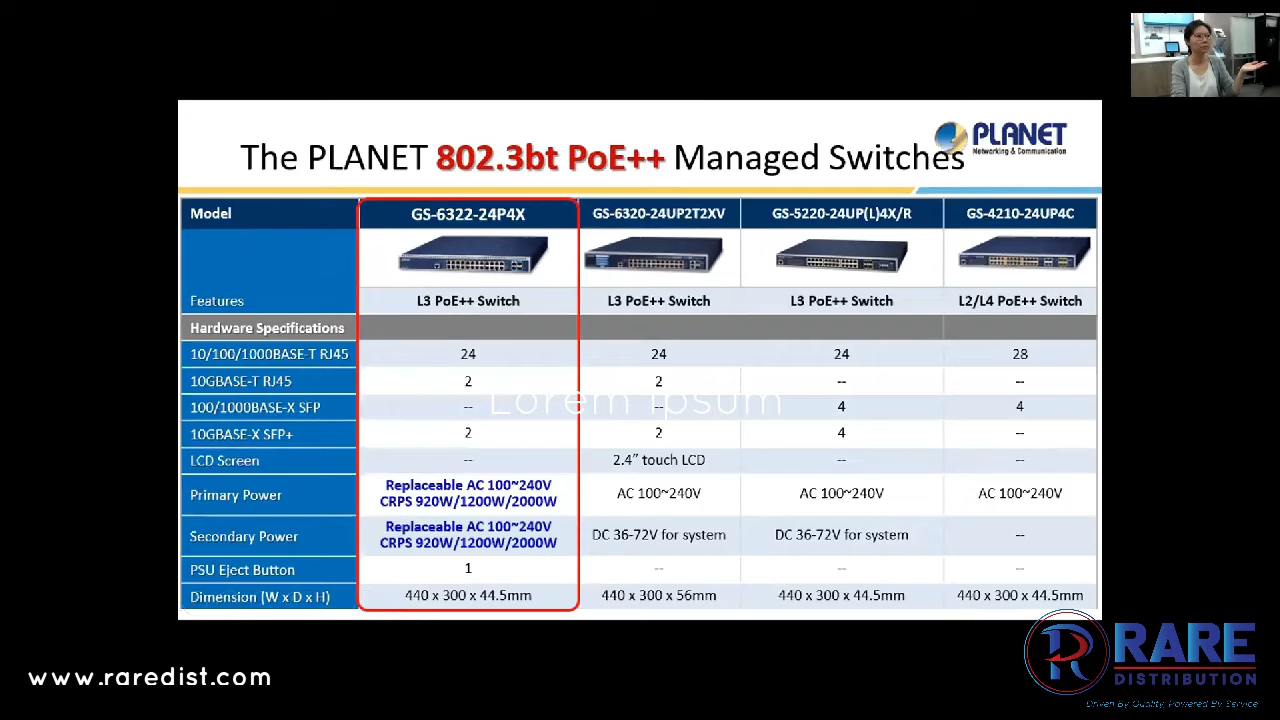 PLANET
Networking & Communication
The PLANET 802.3bt PoE++ Managed Switches
Model GS-6322-24P4X GS-6320-24UP2T2XV GS-5220-24UP(L)4X/R GS-4210-24UP4C
Features L3 PoE++ Switch L3 PoE++ Switch L3 PoE++ Switch L2/L4 PoE++ Switch
Hardware Specifications
10/100/1000BASE-T RJ45 24 24 24 28
10GBASE-T RJ45 2 2 -- --
100/1000BASE-X SFP -- -- 4 4
Lorem Ipsum
10GBASE-X SFP+ 2 2 4 --
LCD Screen -- 2.4″ touch LCD -- --
Primary Power Replaceable AC 100~240V CRPS 920W/1200W/2000W AC 100~240V AC 100~240V AC 100~240V
Secondary Power Replaceable AC 100~240V CRPS 920W/1200W/2000W DC 36-72V for system DC 36-72V for system --
PSU Eject Button 1 -- -- --
Dimension (W x D x H) 440 x 300 x 44.5mm 440 x 300 x 56mm 440 x 300 x 44.5mm 440 x 300 x 44.5mm
www.raredist.com
R RARE
DISTRIBUTION
Driven By Quality, Powered By Service